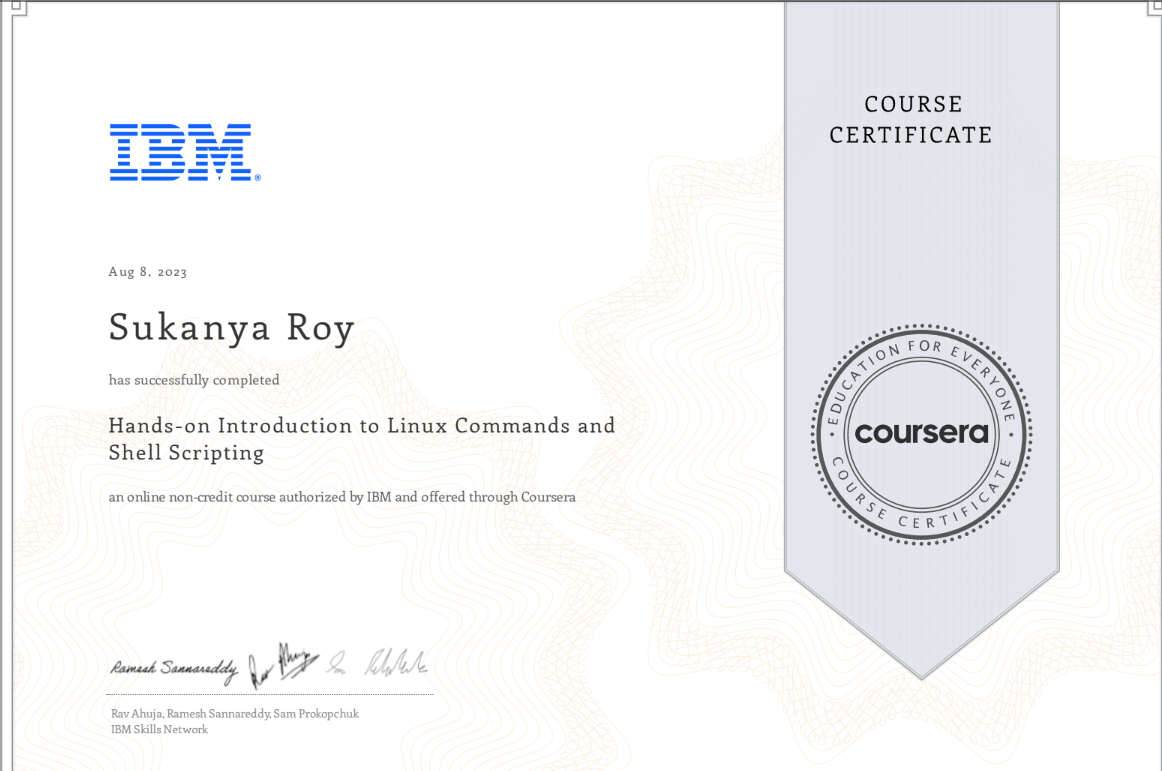 COURSE
CERTIFICATE
IBM®
Aug 8, 2023
Sukanya Roy
has successfully completed
Hands-on Introduction to Linux Commands and
Shell Scripting
an online non-credit course authorized by IBM and offered through Coursera
EDUCATION FOR EVERYONE
coursera
COURSE CERTIFICATE
Ramesh Sannareddy
Rav Ahuja, Ramesh Sannareddy, Sam Prokopchuk
IBM Skills Network